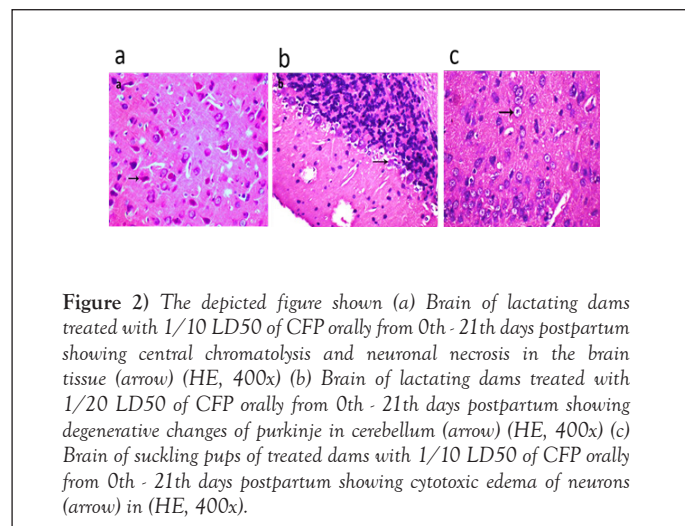 a b c
a b
Figure 2) The depicted figure shown (a) Brain of lactating dams
treated with 1/10 LD50 of CFP orally from 0th - 21th days postpartum
showing central chromatolysis and neuronal necrosis in the brain
tissue (arrow) (HE, 400x) (b) Brain of lactating dams treated with
1/20 LD50 of CFP orally from 0th - 21th days postpartum showing
degenerative changes of purkinje in cerebellum (arrow) (HE, 400x) (c)
Brain of suckling pups of treated dams with 1/10 LD50 of CFP orally
from 0th - 21th days postpartum showing cytotoxic edema of neurons
(arrow) in (HE, 400x).